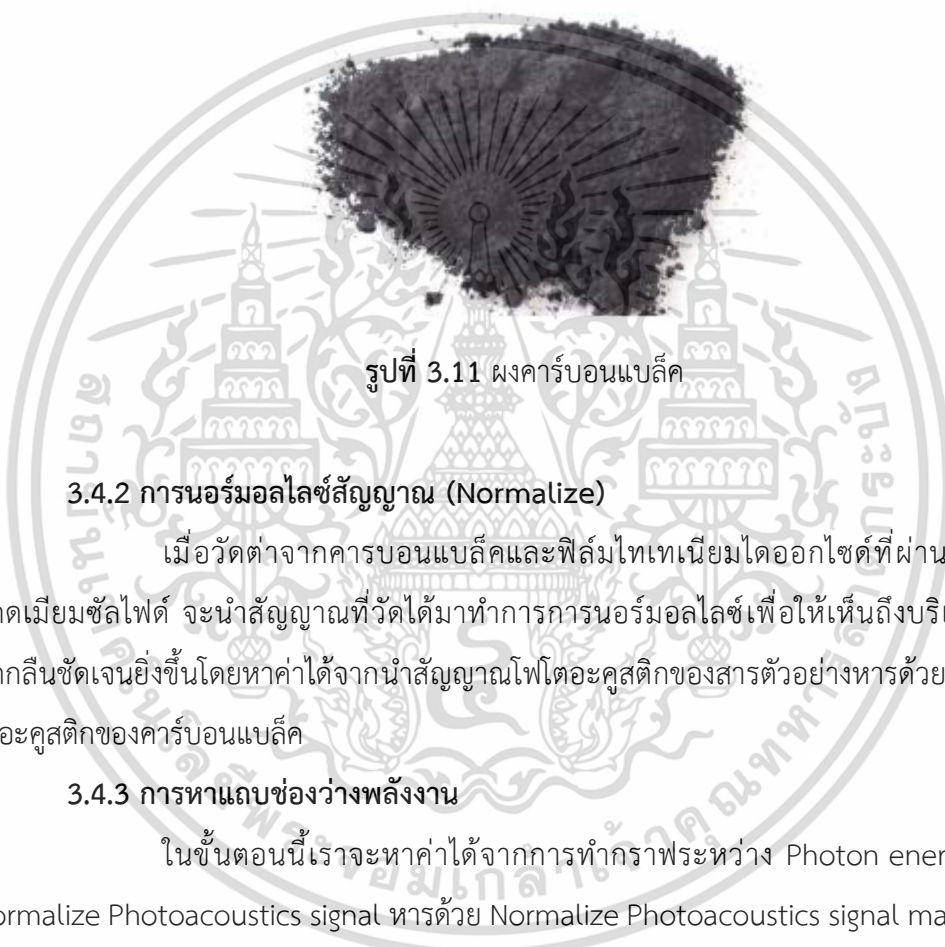 รูปที่ 3.11 ผงคาร์บอนแบล็ค
3.4.2 การนอร์มอลไลซ์สัญญาณ (Normalize)
เมื่อวัดต่าจากคารบอนแบล็คและฟิล์มไทเทเนียมไดออกไซด์ที่ผ่าน
าดเมียมซัลไฟด์ จะนำสัญญาณที่วัดได้มาทำการการนอร์มอลไลซ์เพื่อให้เห็นถึงบริเ
ากลืนชัดเจนยิ่งขึ้นโดยหาค่าได้จากนำสัญญาณโฟโตอะคูสติกของสารตัวอย่างหารด้วย
อะคูสติกของคาร์บอนแบล็ค
3.4.3 การหาแถบช่องว่างพลังงาน
ในขั้นตอนนี้เราจะหาค่าได้จากการทำกราฟระหว่าง Photon ener
ormalize Photoacoustics signal หารด้วย Normalize Photoacoustics signal ma